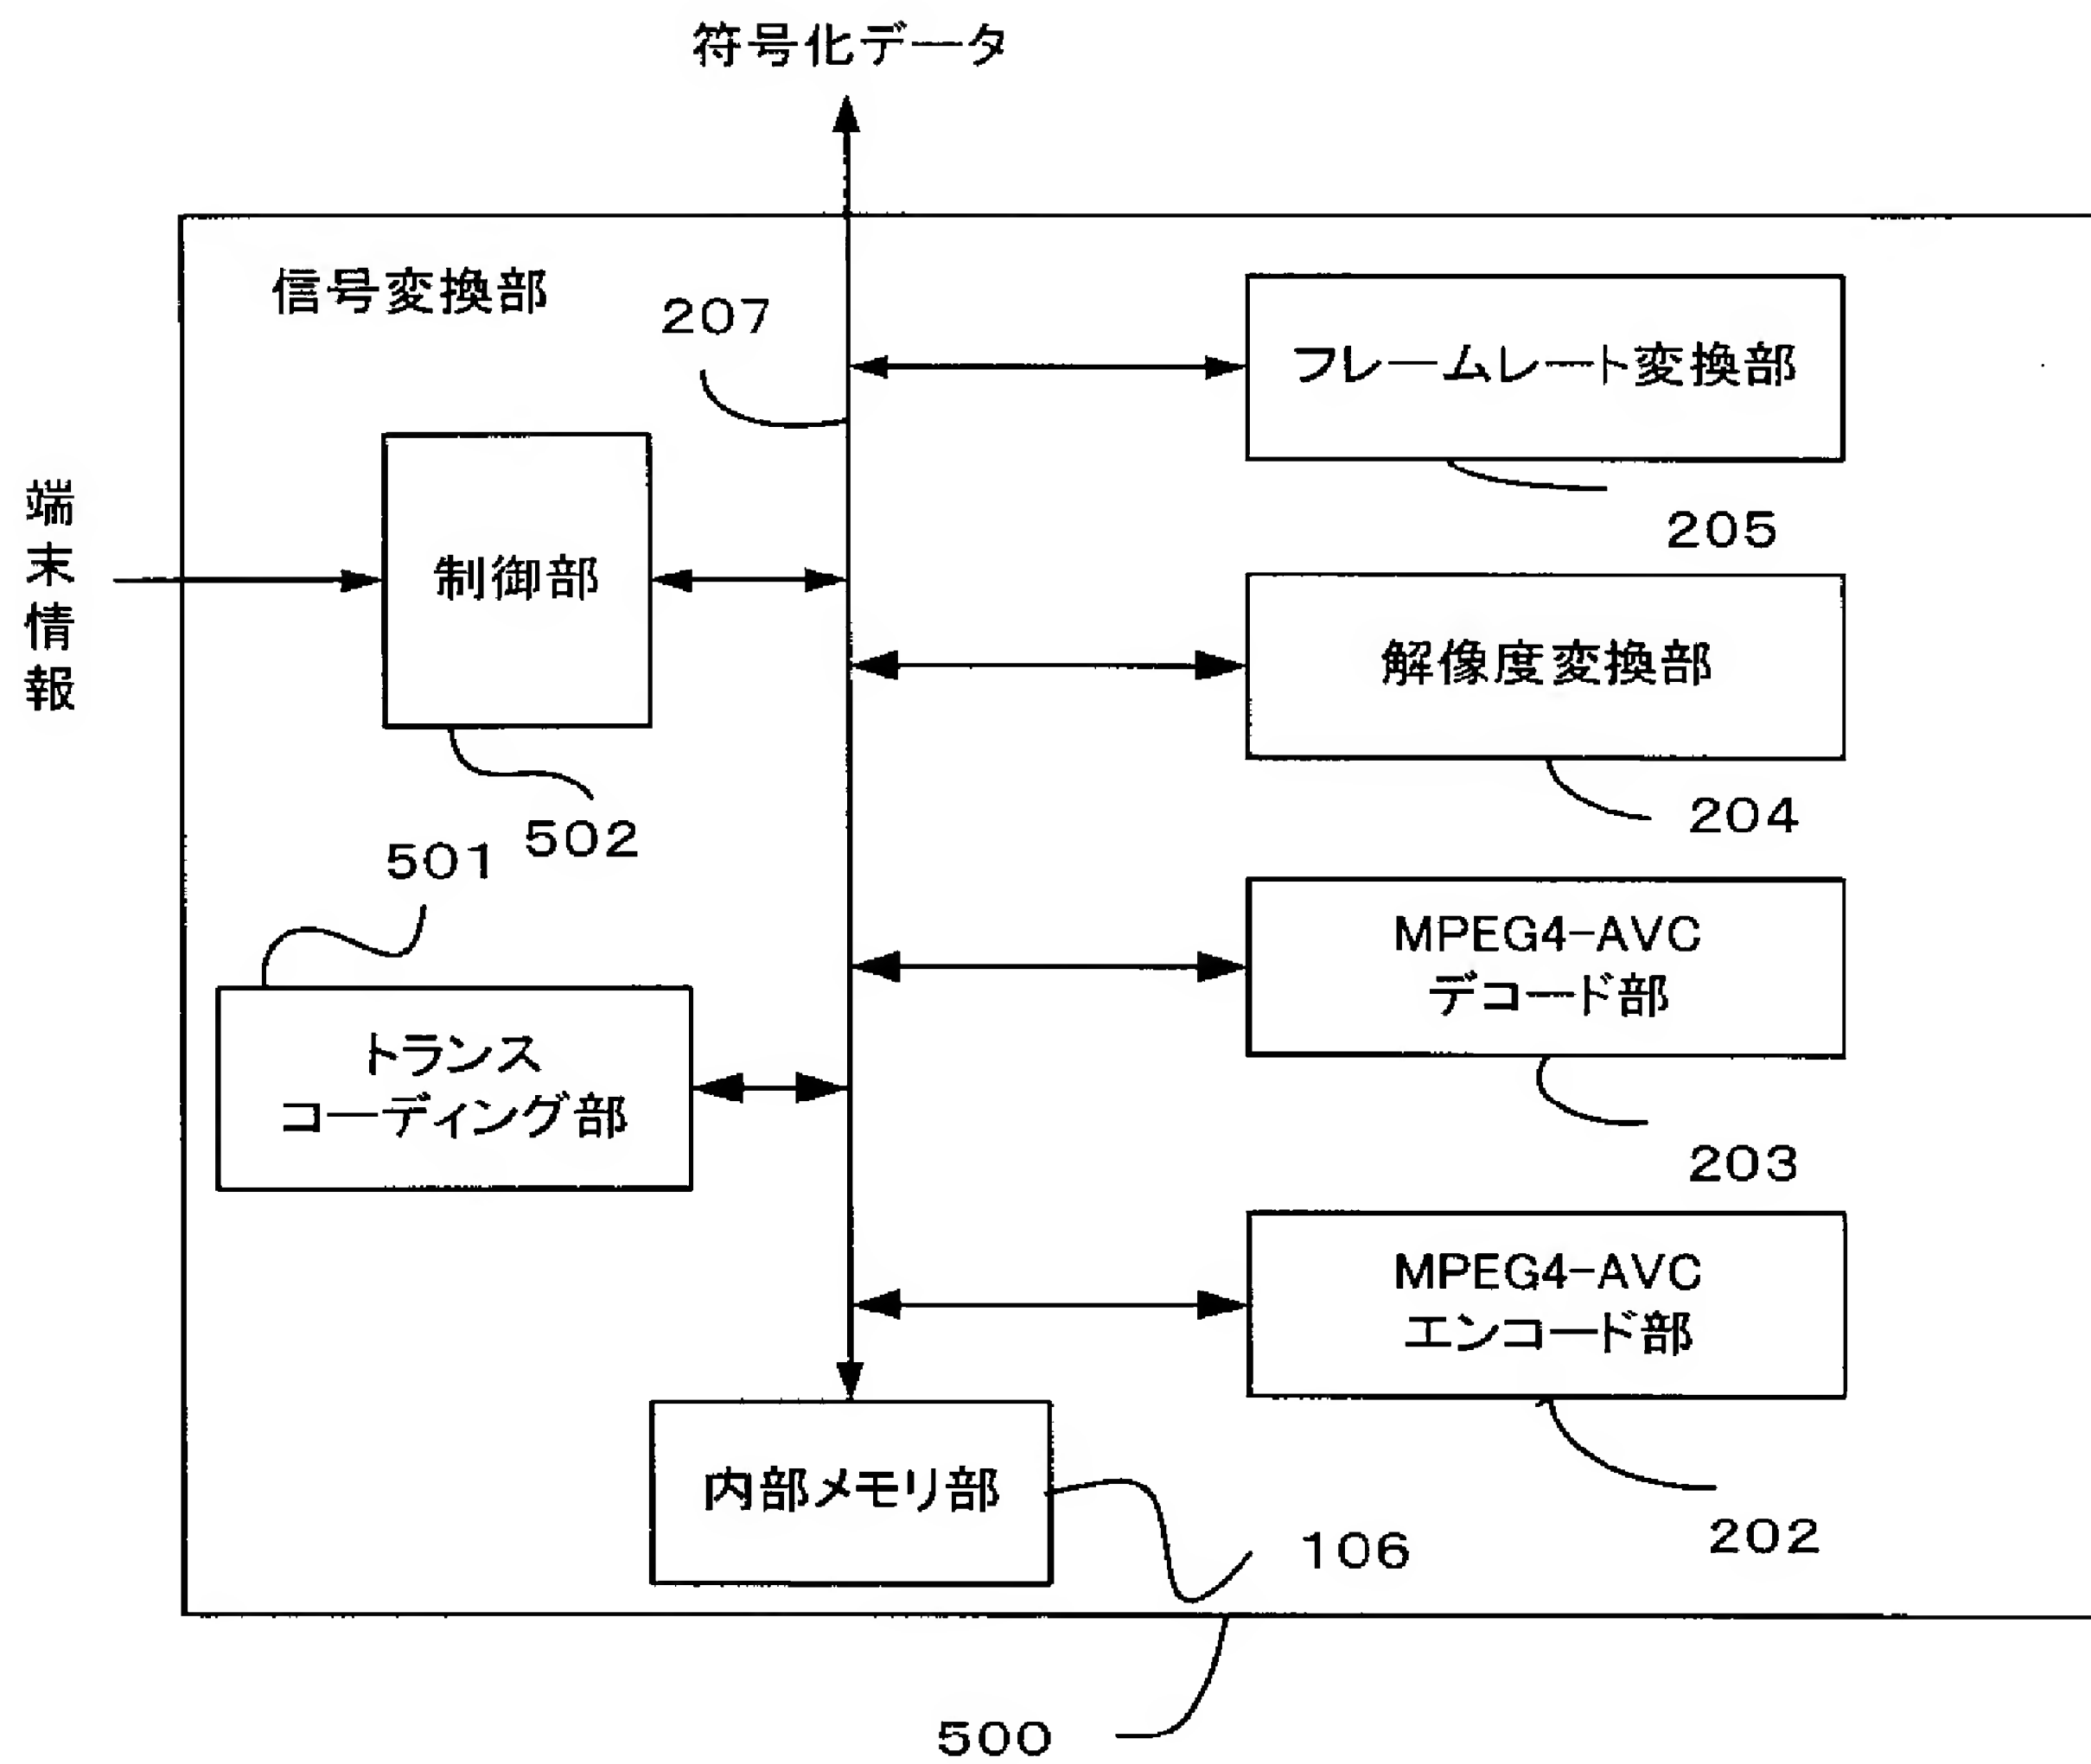 符号化データ
信号変換部
207
フレームレート変換部
205
端末情報
制御部
502
解像度変換部
204
501
トランス
コーディング部
MPEG4-AVC
デコード部
203
MPEG4-AVC
エンコード部
202
内部メモリ部
106
500